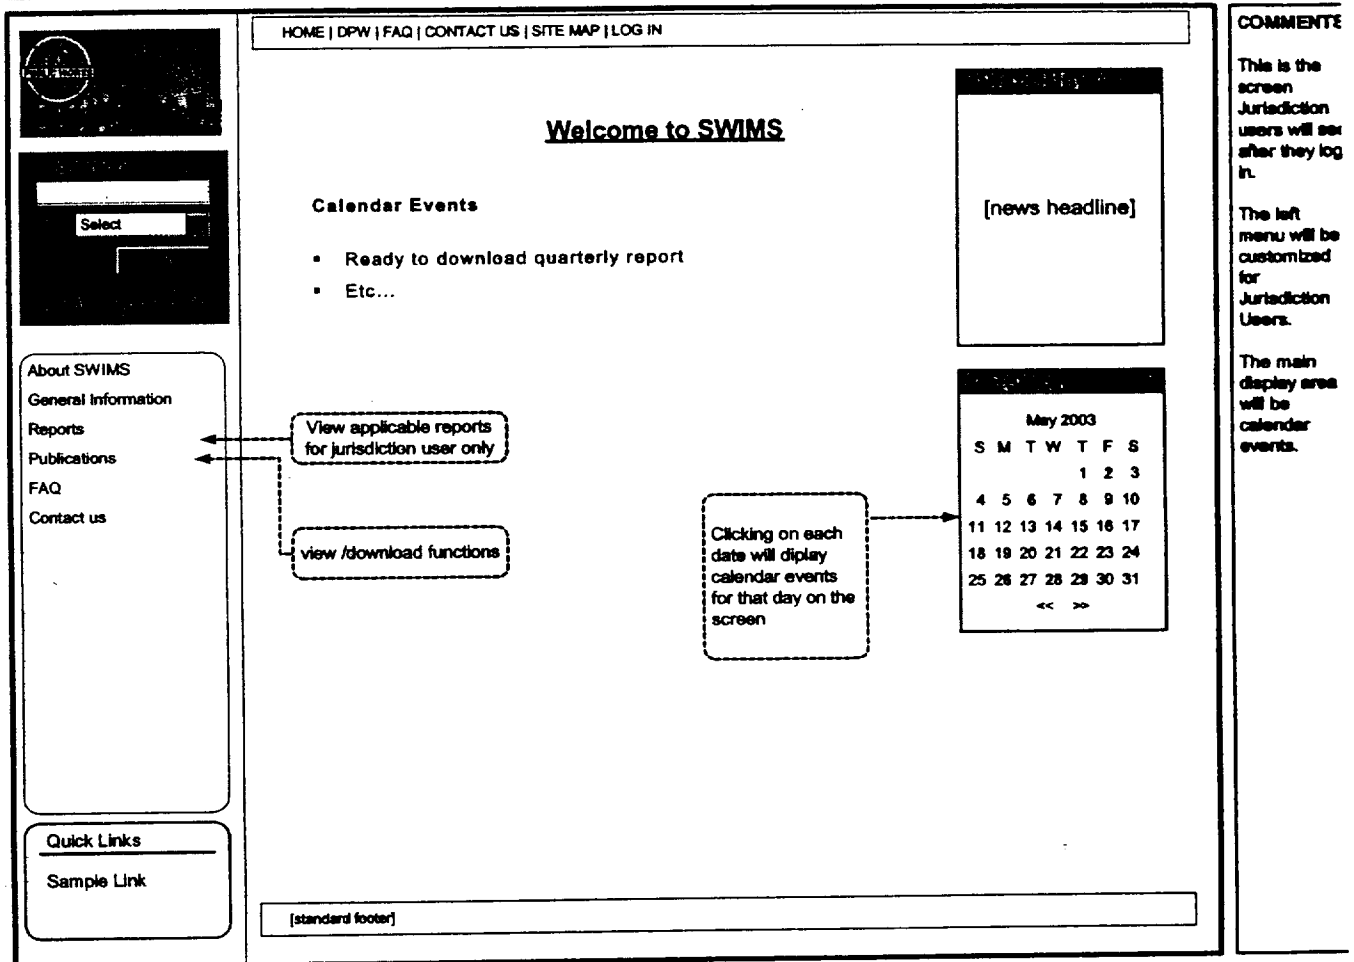 HOME | DPW | FAQ | CONTACT US | SITE MAP | LOG IN
Welcome to SWIMS
Calendar Events
▪ Ready to download quarterly report
▪ Etc...
[news headline]
Select
About SWIMS
General Information
Reports
Publications
FAQ
Contact us
View applicable reports
for jurisdiction user only
view /download functions
Clicking on each
date will diplay
calendar events
for that day on the
screen
May 2003
S M T W T F S
1 2 3
4 5 6 7 8 9 10
11 12 13 14 15 16 17
18 19 20 21 22 23 24
25 26 27 28 29 30 31
<< >>
Quick Links
Sample Link
[standard footer]
COMMENTS
This is the
screen
Jurisdiction
users will see
after they log
in.
The left
menu will be
customized
for
Jurisdiction
Users.
The main
display area
will be
calendar
events.